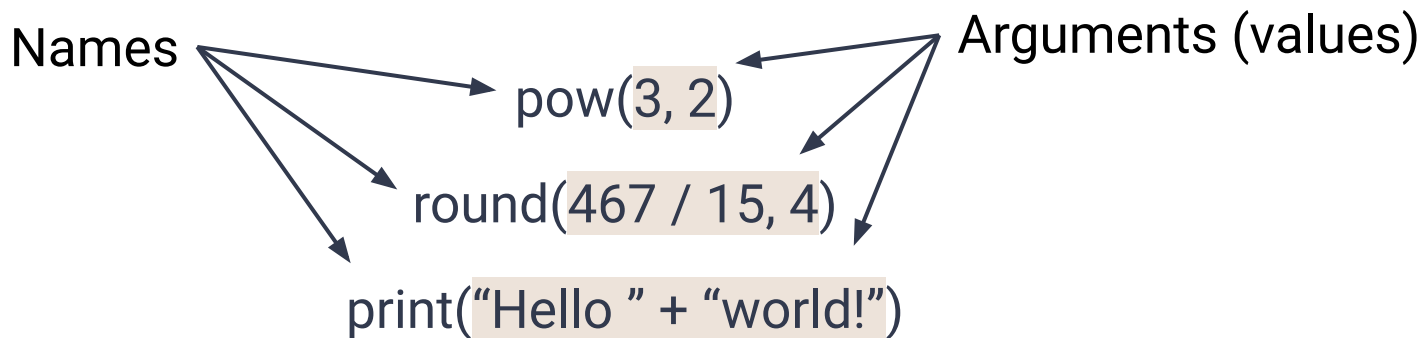 Names
Arguments (values)
pow(3, 2)
round(467 / 15, 4)
print(“Hello ” + “world!”)